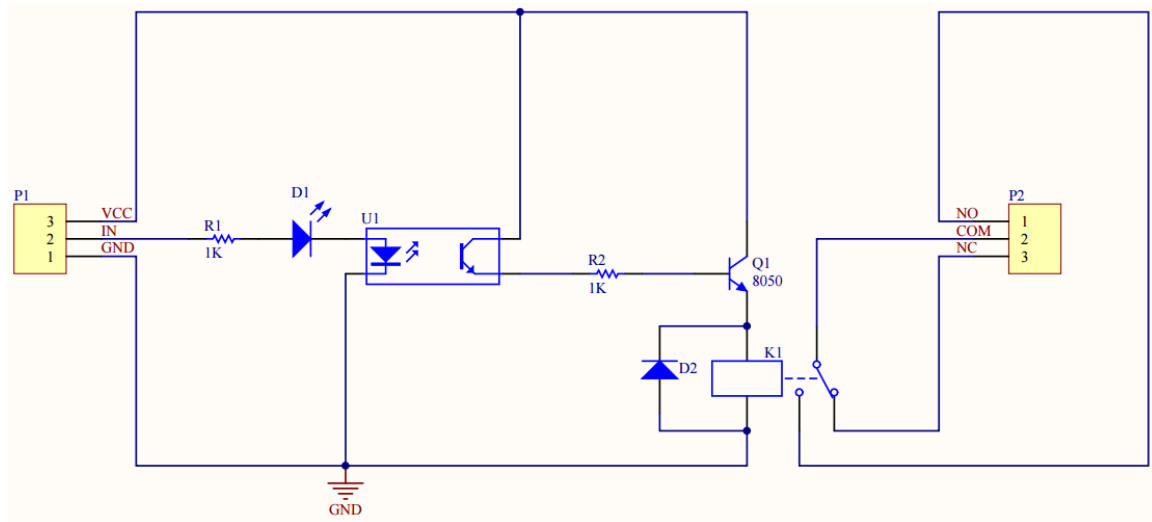 P1
3 VCC
2 IN
1 GND
R1
1K
D1
U1
R2
1K
Q1
8050
D2
K1
P2
NO 1
COM 2
NC 3
GND